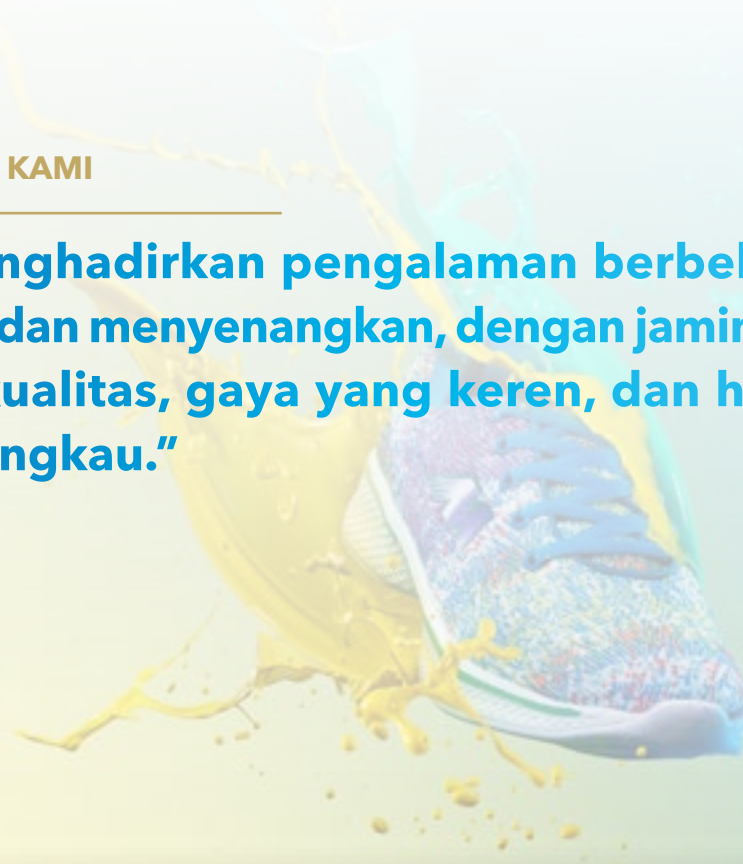 KAMI
nghadirkan pengalaman berbel
dan menyenangkan, dengan jamin
ualitas, gaya yang keren, dan h
ngkau.”